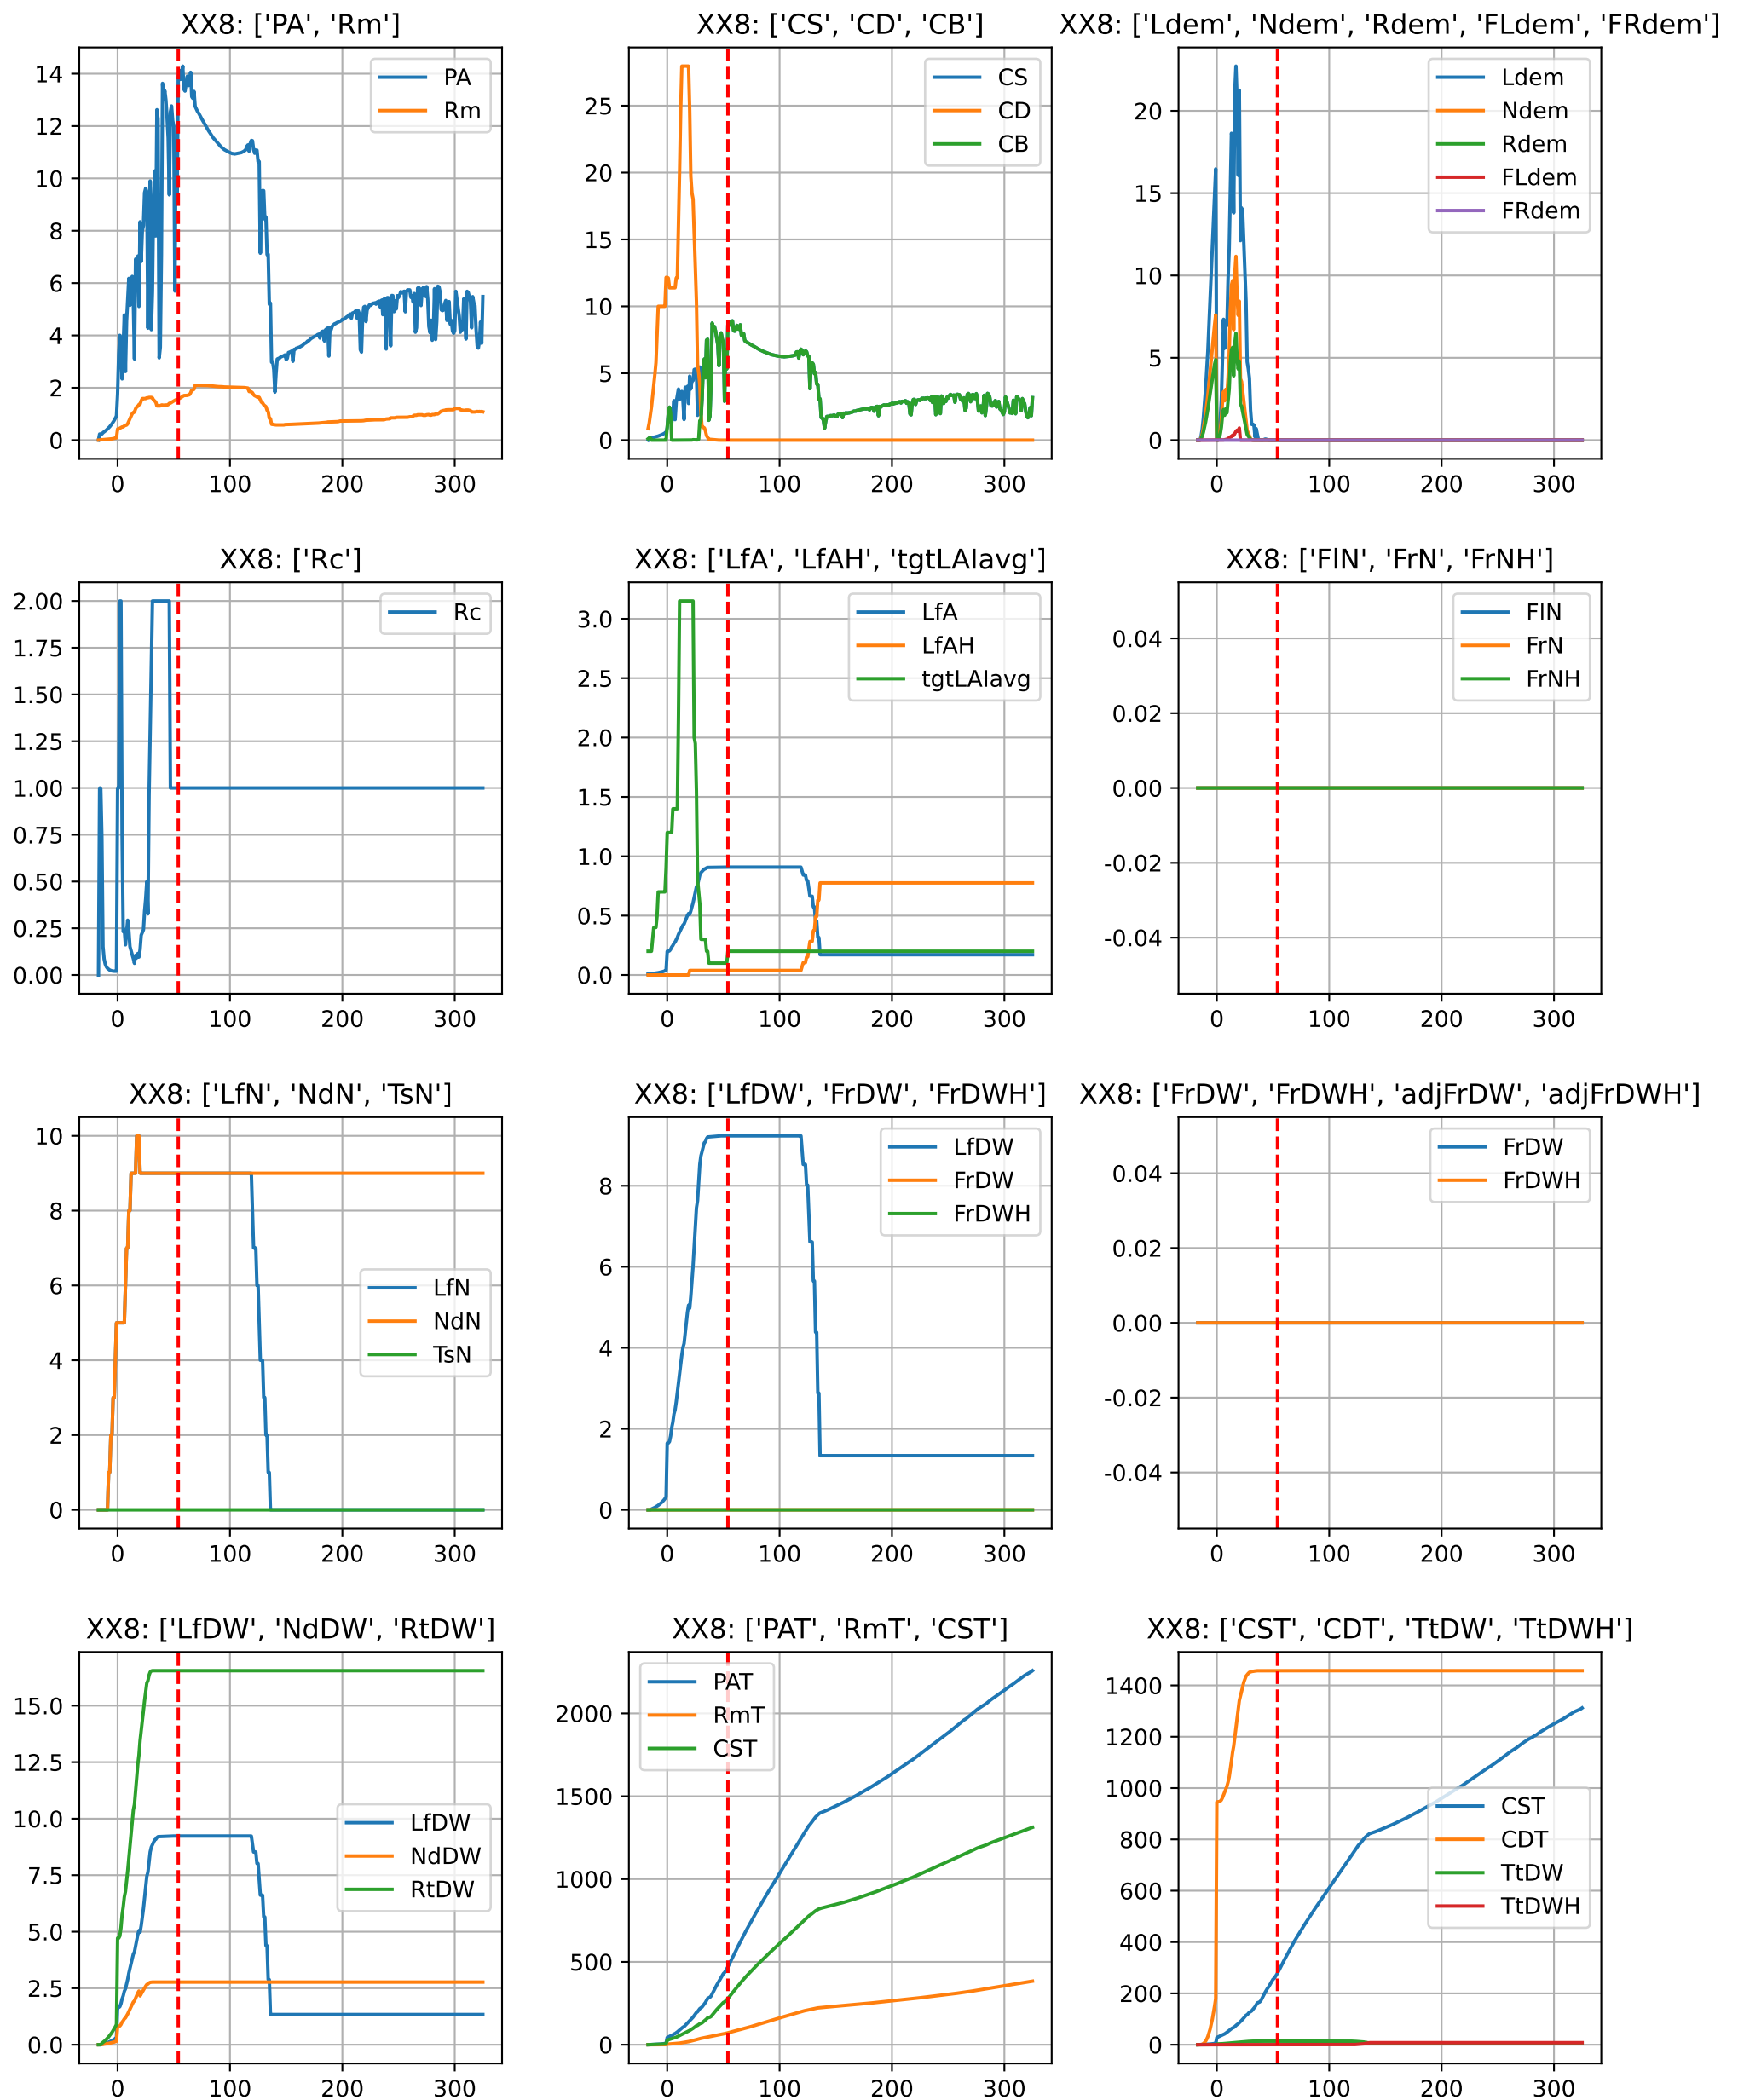 XX8: ['PA', 'Rm']
14
12
10
8
6
4
2
0
0 100 200 300
PA
Rm
XX8: ['CS', 'CD', 'CB']
25
20
15
10
5
0
0 100 200 300
CS
CD
CB
XX8: ['Ldem', 'Ndem', 'Rdem', 'FLdem', 'FRdem']
20
15
10
5
0
0 100 200 300
Ldem
Ndem
Rdem
FLdem
FRdem
XX8: ['Rc']
2.00
1.75
1.50
1.25
1.00
0.75
0.50
0.25
0.00
0 100 200 300
Rc
XX8: ['LfA', 'LfAH', 'tgtLAIavg']
3.0
2.5
2.0
1.5
1.0
0.5
0.0
0 100 200 300
LfA
LfAH
tgtLAIavg
XX8: ['FlN', 'FrN', 'FrNH']
0.04
0.02
0.00
-0.02
-0.04
0 100 200 300
FlN
FrN
FrNH
XX8: ['LfN', 'NdN', 'TsN']
10
8
6
4
2
0
0 100 200 300
LfN
NdN
TsN
XX8: ['LfDW', 'FrDW', 'FrDWH']
8
6
4
2
0
0 100 200 300
LfDW
FrDW
FrDWH
XX8: ['FrDW', 'FrDWH', 'adjFrDW', 'adjFrDWH']
0.04
0.02
0.00
-0.02
-0.04
0 100 200 300
FrDW
FrDWH
XX8: ['LfDW', 'NdDW', 'RtDW']
15.0
12.5
10.0
7.5
5.0
2.5
0.0
0 100 200 300
LfDW
NdDW
RtDW
XX8: ['PAT', 'RmT', 'CST']
2000
1500
1000
500
0
0 100 200 300
PAT
RmT
CST
XX8: ['CST', 'CDT', 'TtDW', 'TtDWH']
1400
1200
1000
800
600
400
200
0
0 100 200 300
CST
CDT
TtDW
TtDWH